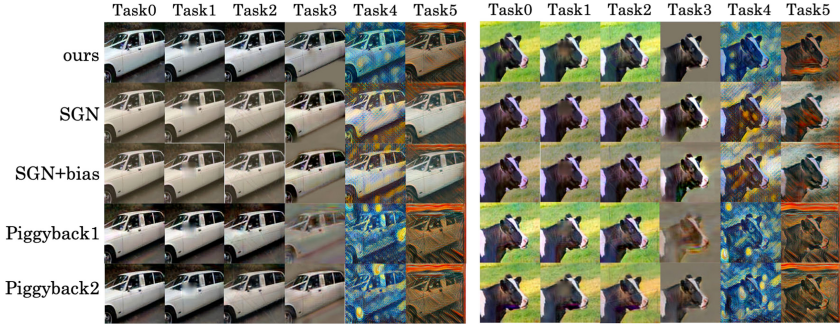 Task0 Task1 Task2 Task3 Task4 Task5 Task0 Task1 Task2 Task3 Task4 Task5
ours
SGN
SGN+bias
Piggyback1
Piggyback2